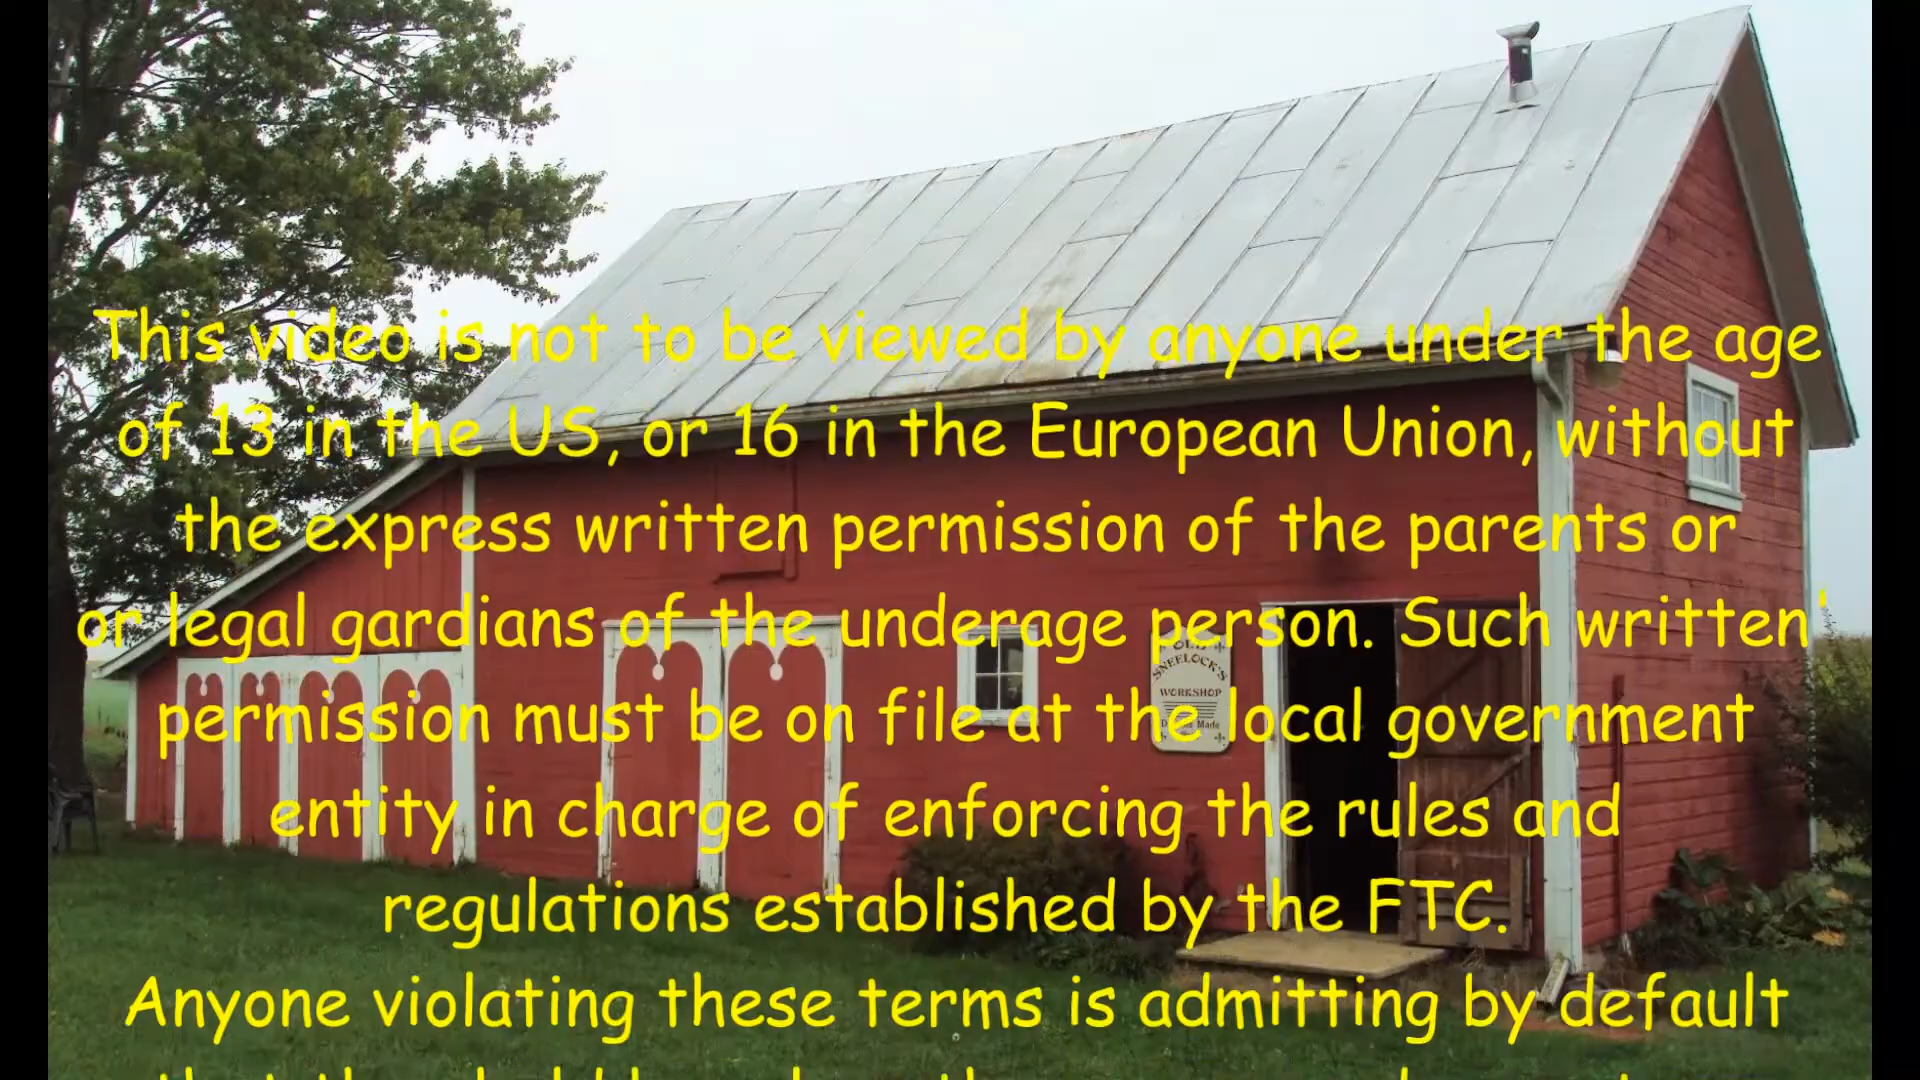 This video is not to be viewed by anyone under the age
of 13 in the US, or 16 in the European Union, without
the express written permission of the parents or
or legal gardians of the underage person. Such written'
OLD
SNEELOCK'S
WORKSHOP
Made
permission must be on file at the local government
entity in charge of enforcing the rules and
regulations established by the FTC.
Anyone violating these terms is admitting by default